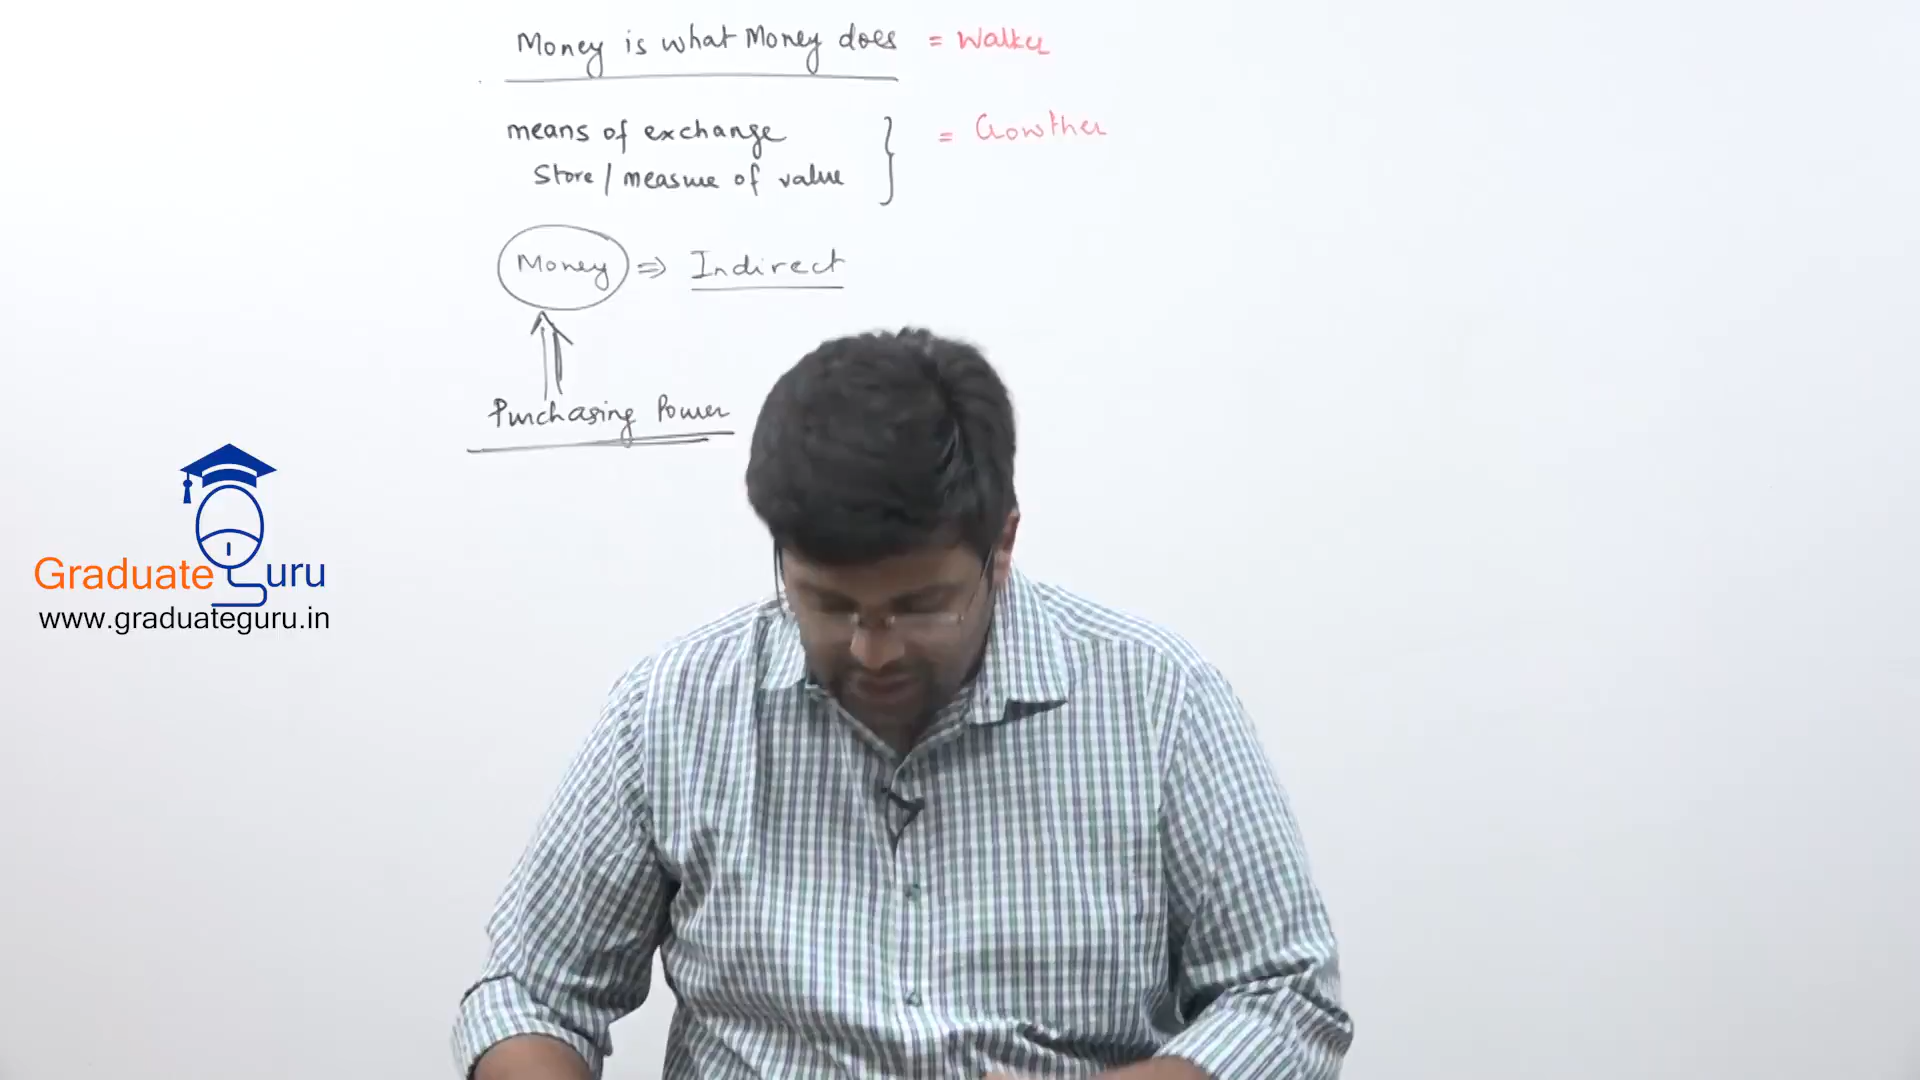 Money is what Money does = Walker
means of exchange
Store / measure of value } = Crowther
Money ⇒ Indirect
Purchasing Power
Graduate Guru
www.graduateguru.in